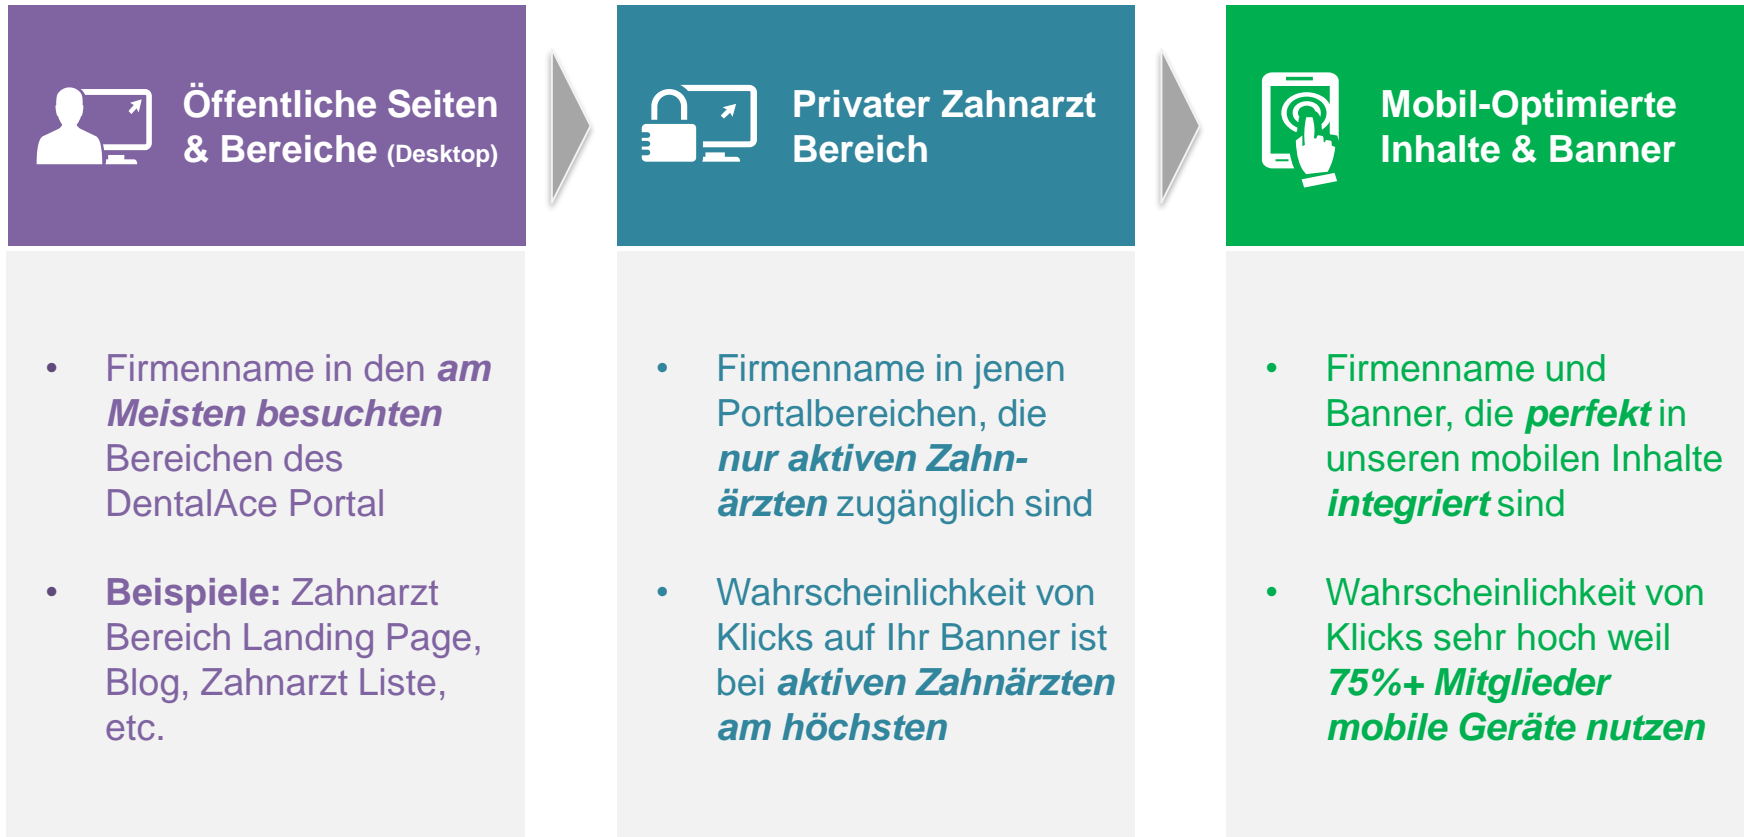 Öffentliche Seiten
& Bereiche (Desktop)
• Firmenname in den am
Meisten besuchten
Bereichen des
DentalAce Portal
• Beispiele: Zahnarzt
Bereich Landing Page,
Blog, Zahnarzt Liste,
etc.
Privater Zahnarzt
Bereich
• Firmenname in jenen
Portalbereichen, die
nur aktiven Zahn-
ärzten zugänglich sind
• Wahrscheinlichkeit von
Klicks auf Ihr Banner ist
bei aktiven Zahnärzten
am höchsten
Mobil-Optimierte
Inhalte & Banner
• Firmenname und
Banner, die perfekt in
unseren mobilen Inhalte
integriert sind
• Wahrscheinlichkeit von
Klicks sehr hoch weil
75%+ Mitglieder
mobile Geräte nutzen